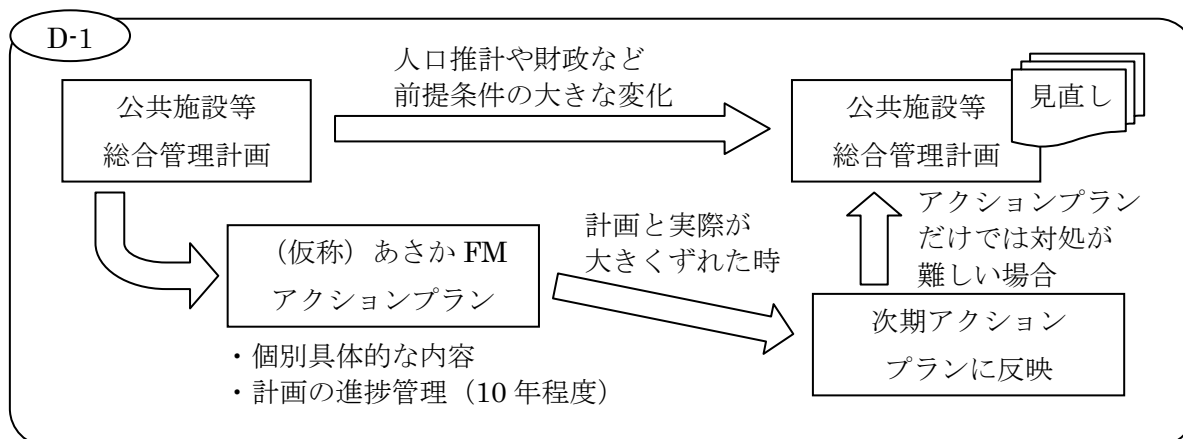 D-1
公共施設等
総合管理計画
人口推計や財政など
前提条件の大きな変化
公共施設等
総合管理計画
見直し
(仮称)あさか FM
アクションプラン
・個別具体的な内容
・計画の進捗管理(10 年程度)
計画と実際が
大きくずれた時
次期アクション
プランに反映
アクションプラン
だけでは対処が
難しい場合